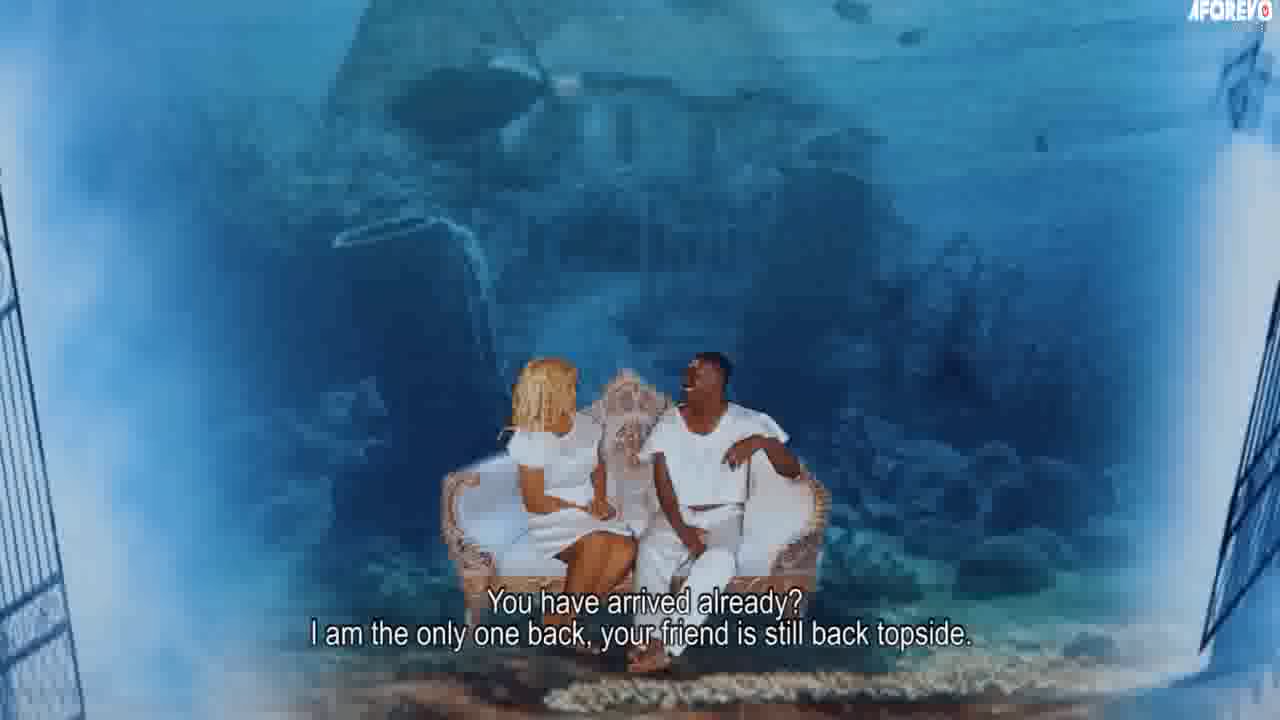 AFOREVO
You have arrived already?
I am the only one back, your friend is still back topside.